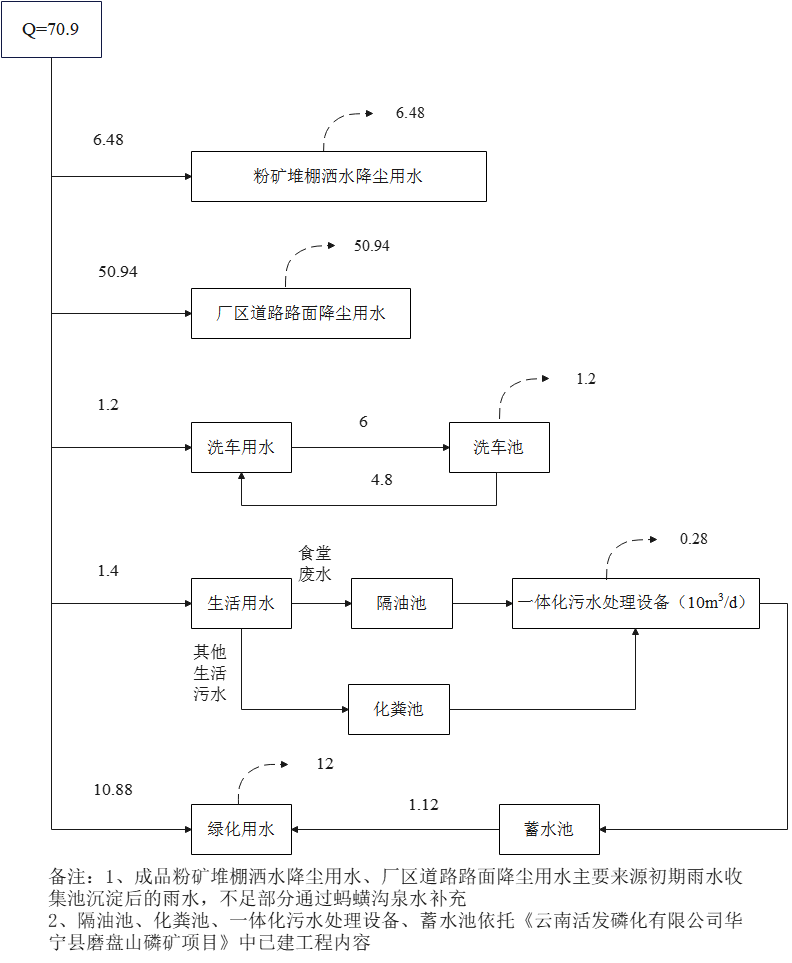 Q=70.9
6.48
6.48
粉矿堆棚洒水降尘用水
50.94
50.94
厂区道路路面降尘用水
1.2
1.2
洗车用水
6
洗车池
4.8
0.28
1.4
食堂
废水
生活用水
隔油池
一体化污水处理设备（10m³/d）
其他
生活
污水
化粪池
12
10.88
1.12
绿化用水
蓄水池
备注：1、成品粉矿堆棚洒水降尘用水、厂区道路路面降尘用水主要来源初期雨水收
集池沉淀后的雨水，不足部分通过蚂蟥沟泉水补充
2、隔油池、化粪池、一体化污水处理设备、蓄水池依托《云南活发磷化有限公司华
宁县磨盘山磷矿项目》中已建工程内容